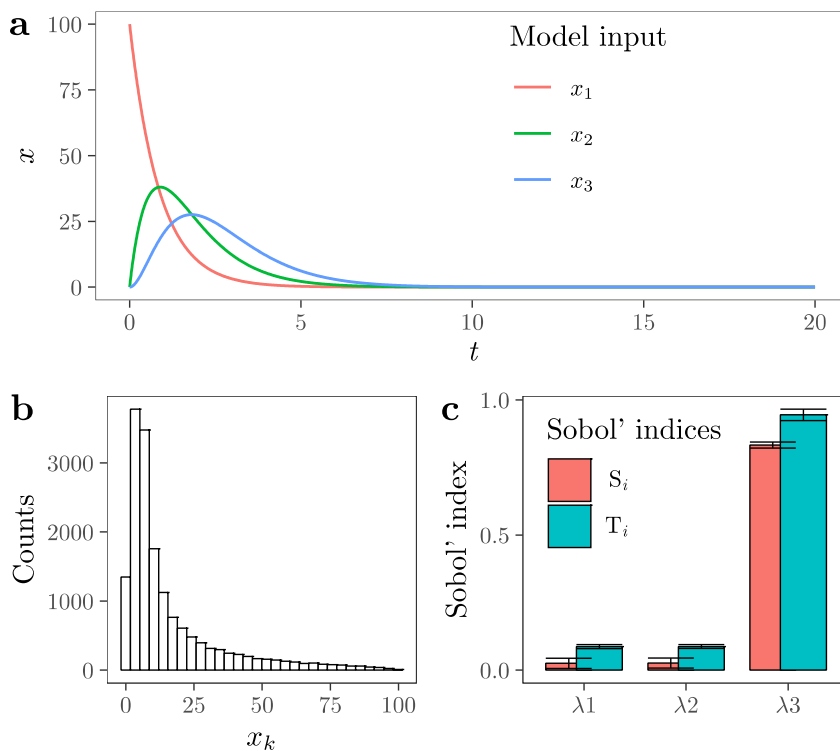 a
Model input
x₁
x₂
x₃
100
75
50
25
0
x
0 5 10 15 20
t
b
3000
2000
1000
0
Counts
0 25 50 75 100
xₖ
c
Sobol' indices
Sᵢ
Tᵢ
1.0
0.5
0.0
Sobol' index
λ1 λ2 λ3